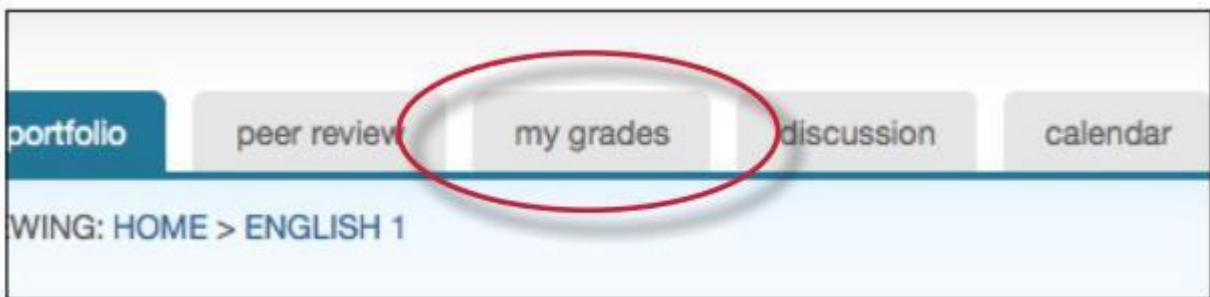 portfolio peer review my grades discussion calendar
WING: HOME > ENGLISH 1